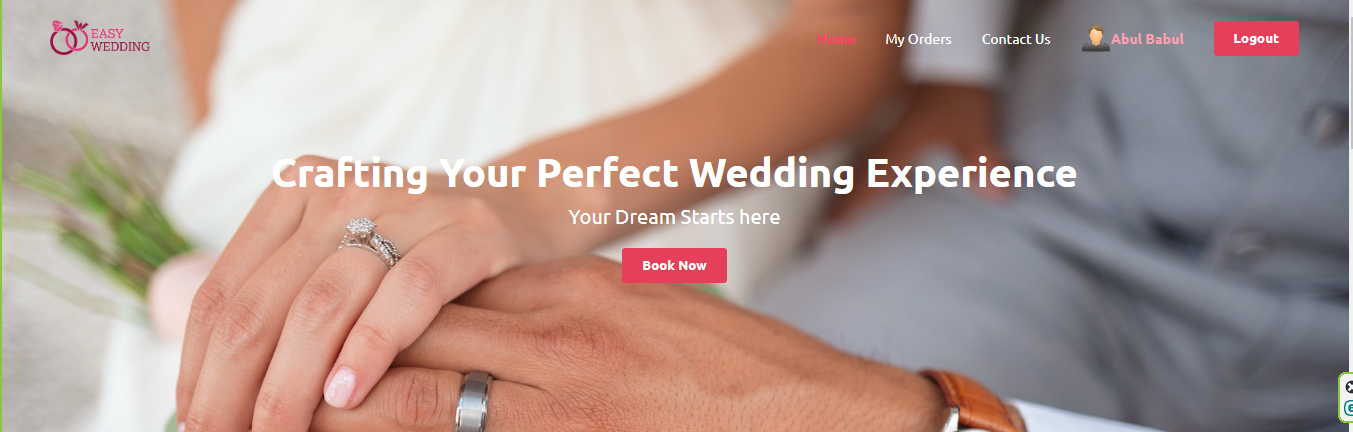 EASY
WEDDING
Home
My Orders
Contact Us
Abul Babul
Logout
Crafting Your Perfect Wedding Experience
Your Dream Starts here
Book Now